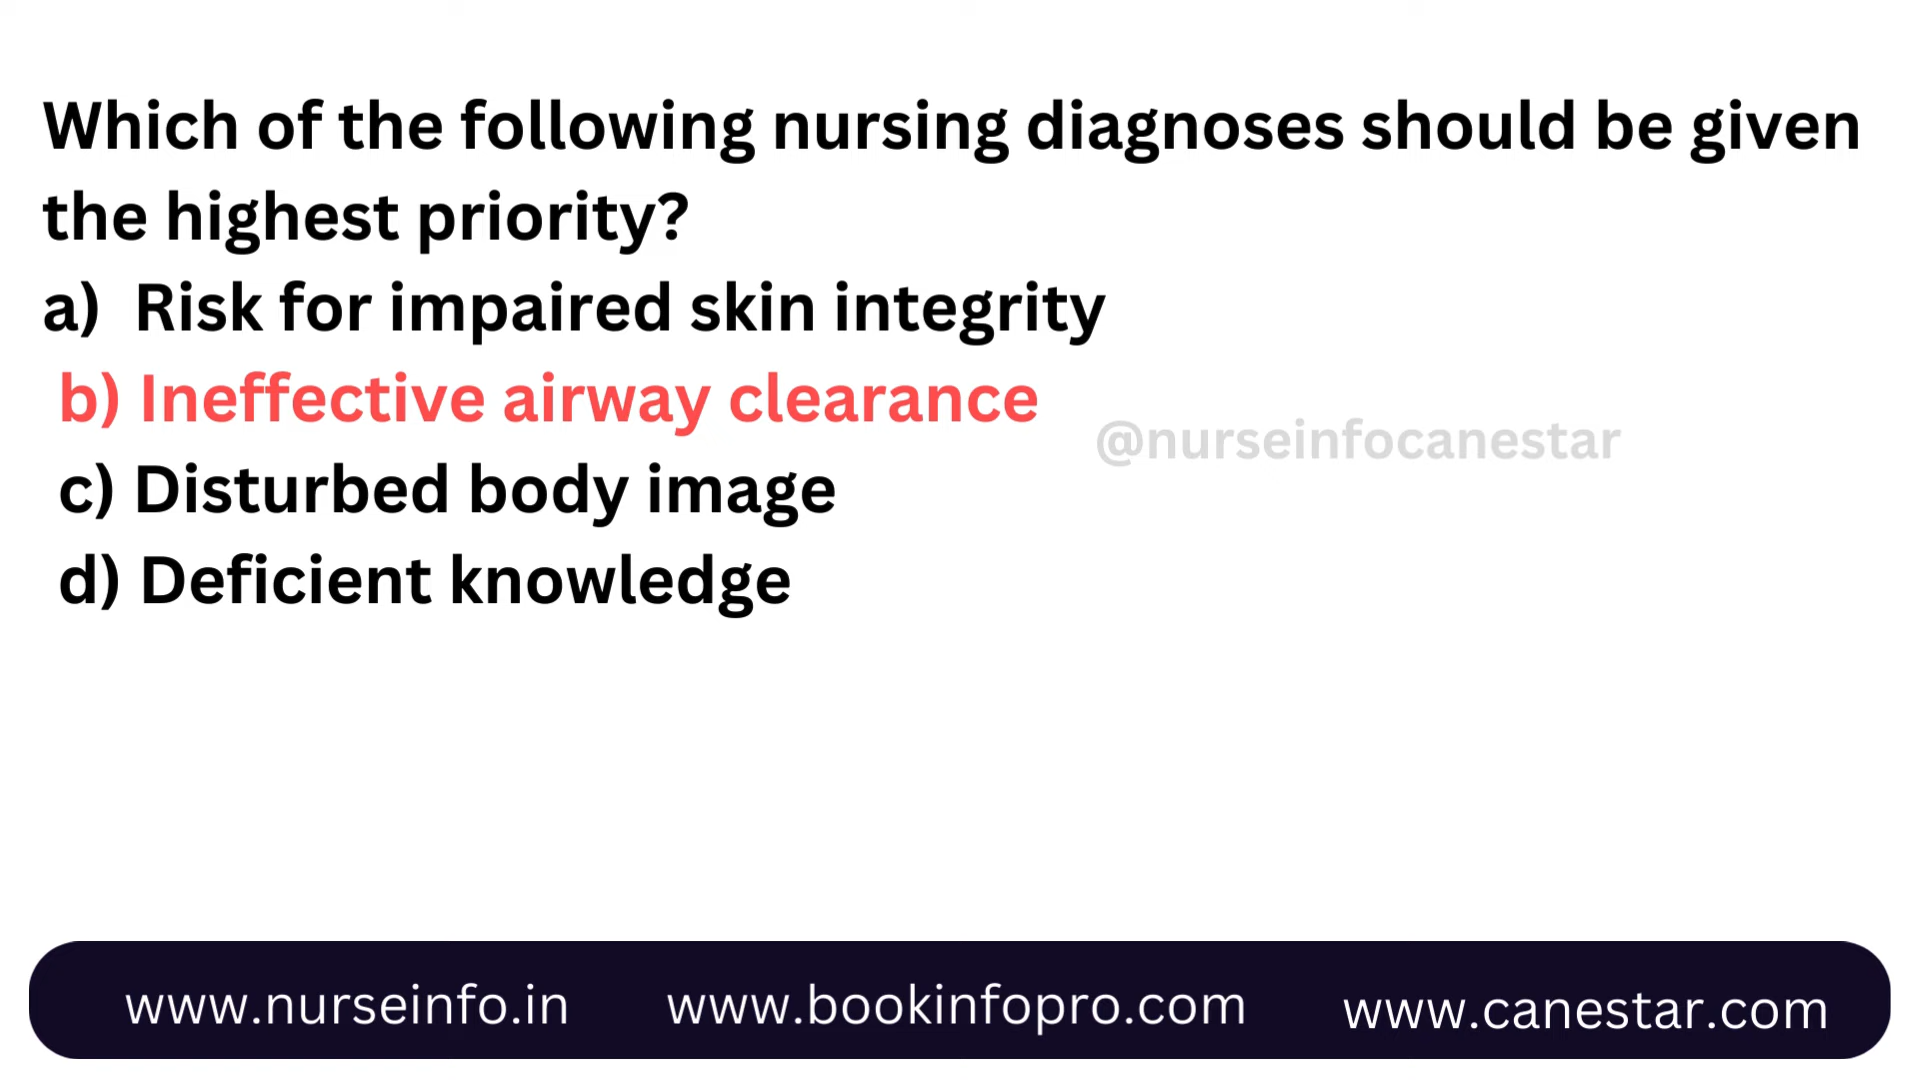 Which of the following nursing diagnoses should be given
the highest priority?
a) Risk for impaired skin integrity
b) Ineffective airway clearance
@nurseinfocanestar
c) Disturbed body image
d) Deficient knowledge
www.nurseinfo.in www.bookinfopro.com www.canestar.com